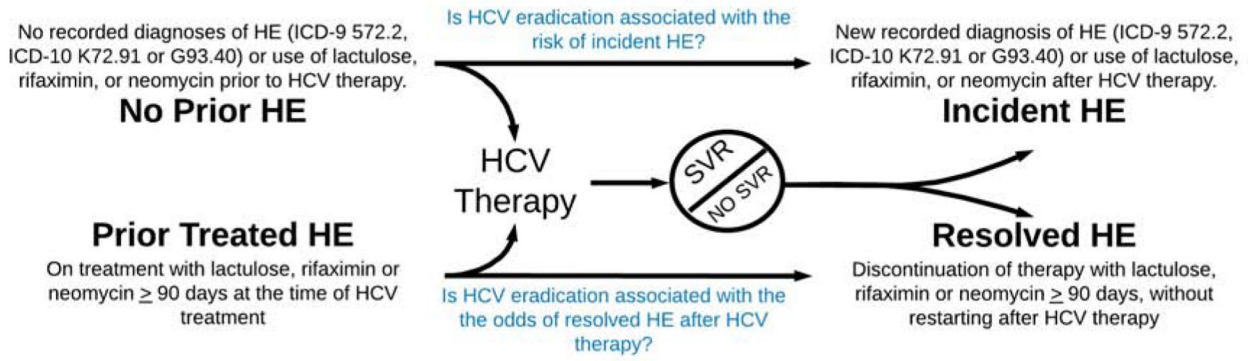 No recorded diagnoses of HE (ICD-9 572.2,
ICD-10 K72.91 or G93.40) or use of lactulose,
rifaximin, or neomycin prior to HCV therapy.
No Prior HE
Is HCV eradication associated with the
risk of incident HE?
New recorded diagnosis of HE (ICD-9 572.2,
ICD-10 K72.91 or G93.40) or use of lactulose,
rifaximin, or neomycin after HCV therapy.
Incident HE
HCV
Therapy
SVR
NO SVR
Prior Treated HE
On treatment with lactulose, rifaximin or
neomycin ≥ 90 days at the time of HCV
treatment
Is HCV eradication associated with the
the odds of resolved HE after HCV
therapy?
Resolved HE
Discontinuation of therapy with lactulose,
rifaximin or neomycin ≥ 90 days, without
restarting after HCV therapy